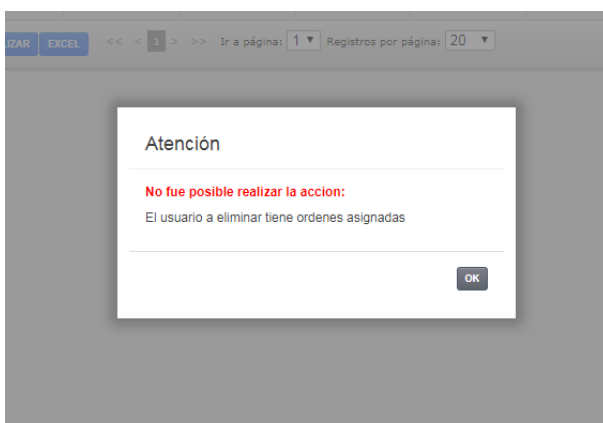 LIZAR EXCEL << < 1 > >> Ir a página: 1 Registros por página: 20
Atención
No fue posible realizar la accion:
El usuario a eliminar tiene ordenes asignadas
OK